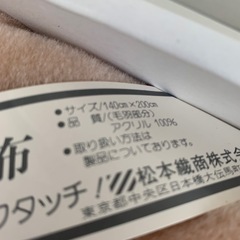 ●サイズ/140cm×200cm
●品　質/(毛羽部分)
アクリル 100%
●取り扱い方法は
製品についております。
布
タッチ!
松本織商株式会
東京都中央区日本橋大伝馬町